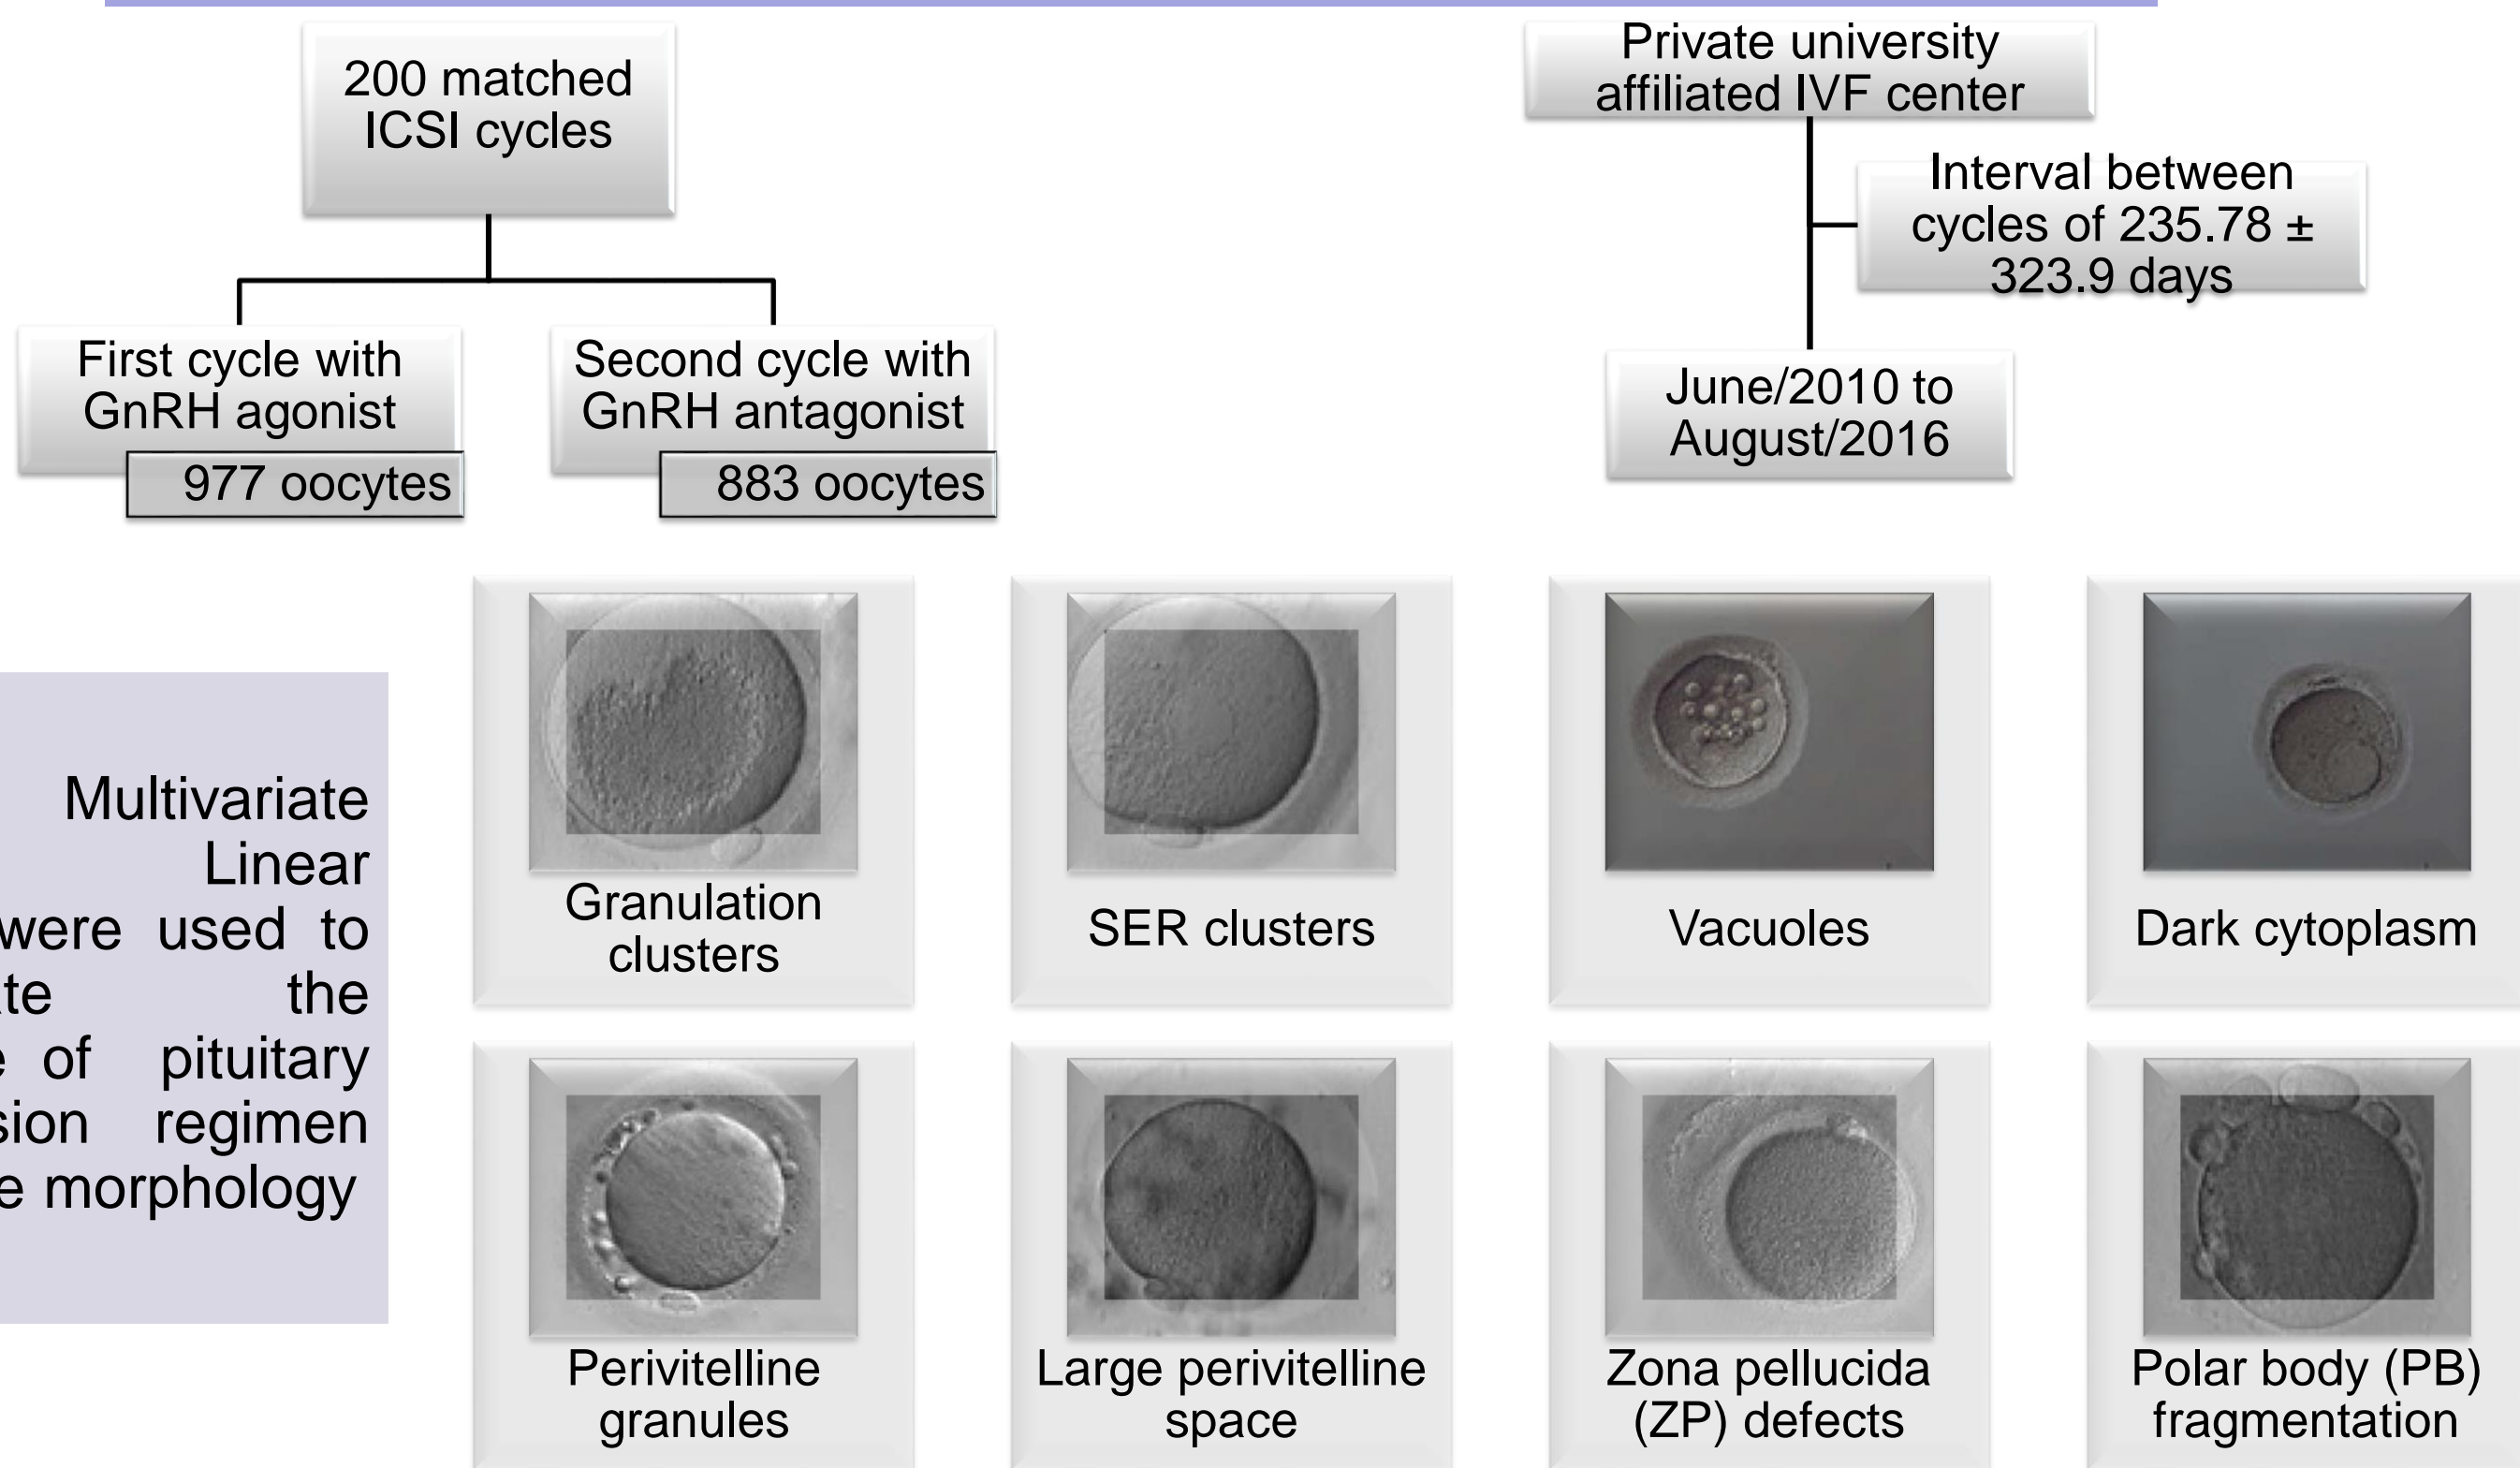 200 matched
ICSI cycles
First cycle with
GnRH agonist
977 oocytes
Second cycle with
GnRH antagonist
883 oocytes
Private university
affiliated IVF center
Interval between
cycles of 235.78 ±
323.9 days
June/2010 to
August/2016
Multivariate
Linear
were used to
the
of pituitary
regimen
morphology
Granulation
clusters
SER clusters
Vacuoles
Dark cytoplasm
Perivitelline
granules
Large perivitelline
space
Zona pellucida
(ZP) defects
Polar body (PB)
fragmentation